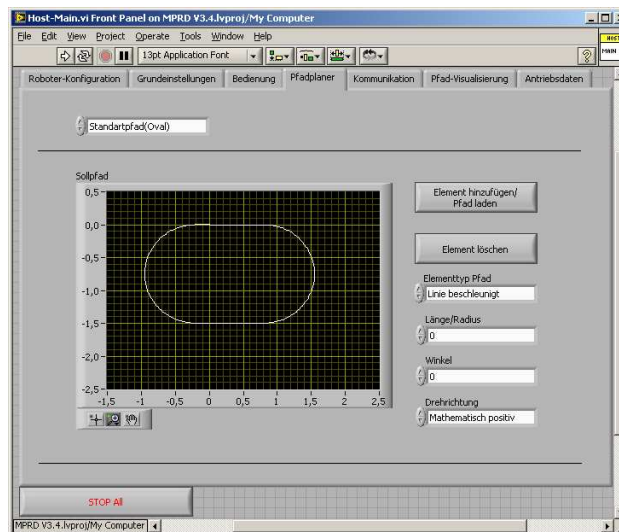 Host-Main.vi Front Panel on MPRD V3.4.lvproj/My Computer
File Edit View Project Operate Tools Window Help
13pt Application Font
HOST
MAIN
Roboter-Konfiguration Grundeinstellungen Bedienung Pfadplaner Kommunikation Pfad-Visualisierung Antriebsdaten
Standartpfad(Oval)
Sollpfad
0,5
0,0
-0,5
-1,0
-1,5
-2,0
-2,5
-1,5 -1 -0,5 0 0,5 1 1,5 2 2,5
Element hinzufügen/
Pfad laden
Element löschen
Elementtyp Pfad
Linie beschleunigt
Länge/Radius
0
Winkel
0
Drehrichtung
Mathematisch positiv
STOP All
MPRD V3.4.lvproj/My Computer